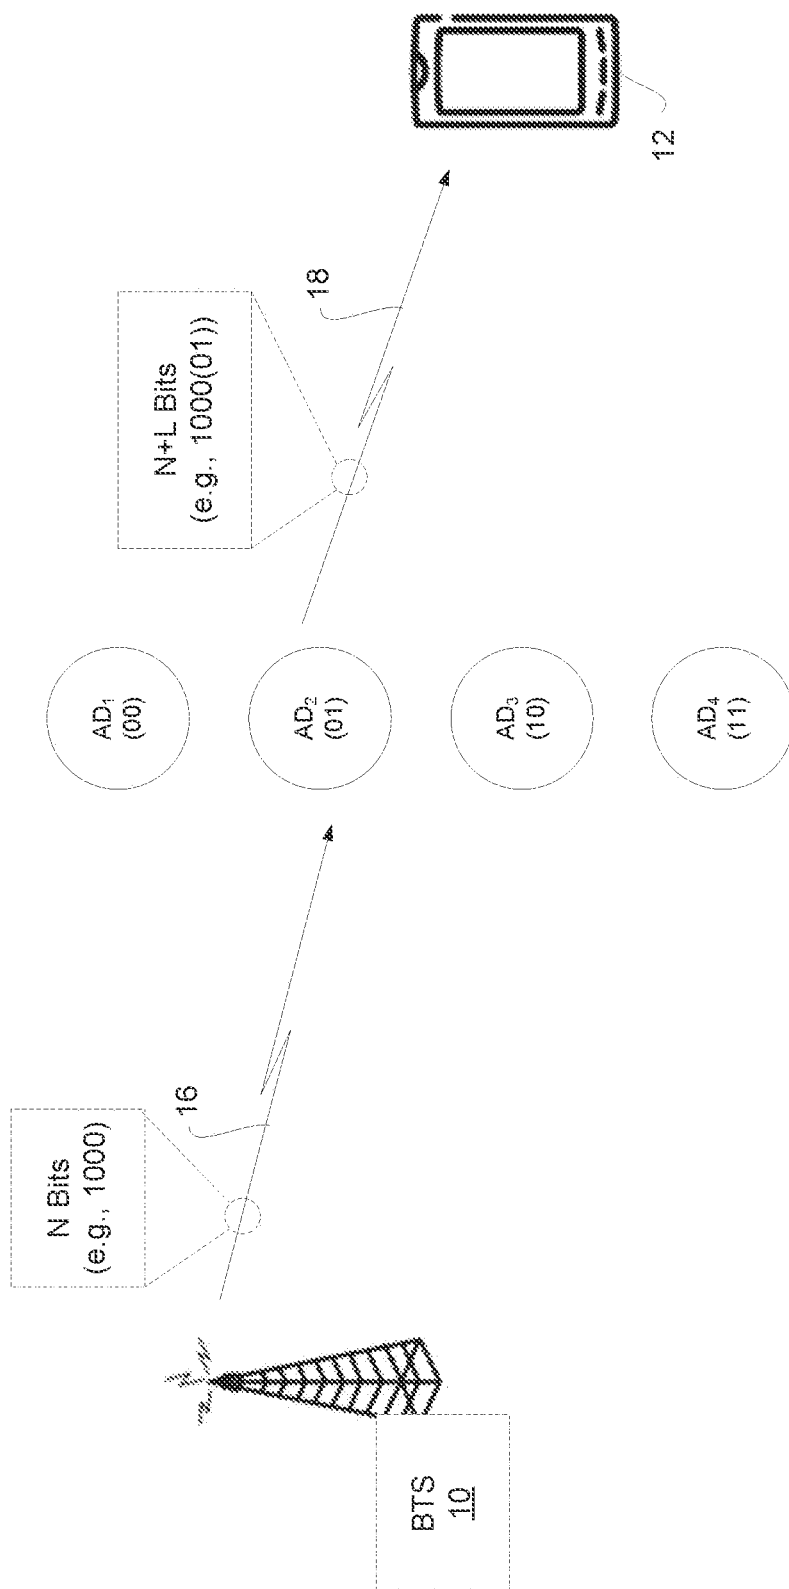 BTS
10
N Bits
(e.g., 1000)
16
AD₁
(00)
AD₂
(01)
AD₃
(10)
AD₄
(11)
N+L Bits
(e.g., 1000(01))
18
12